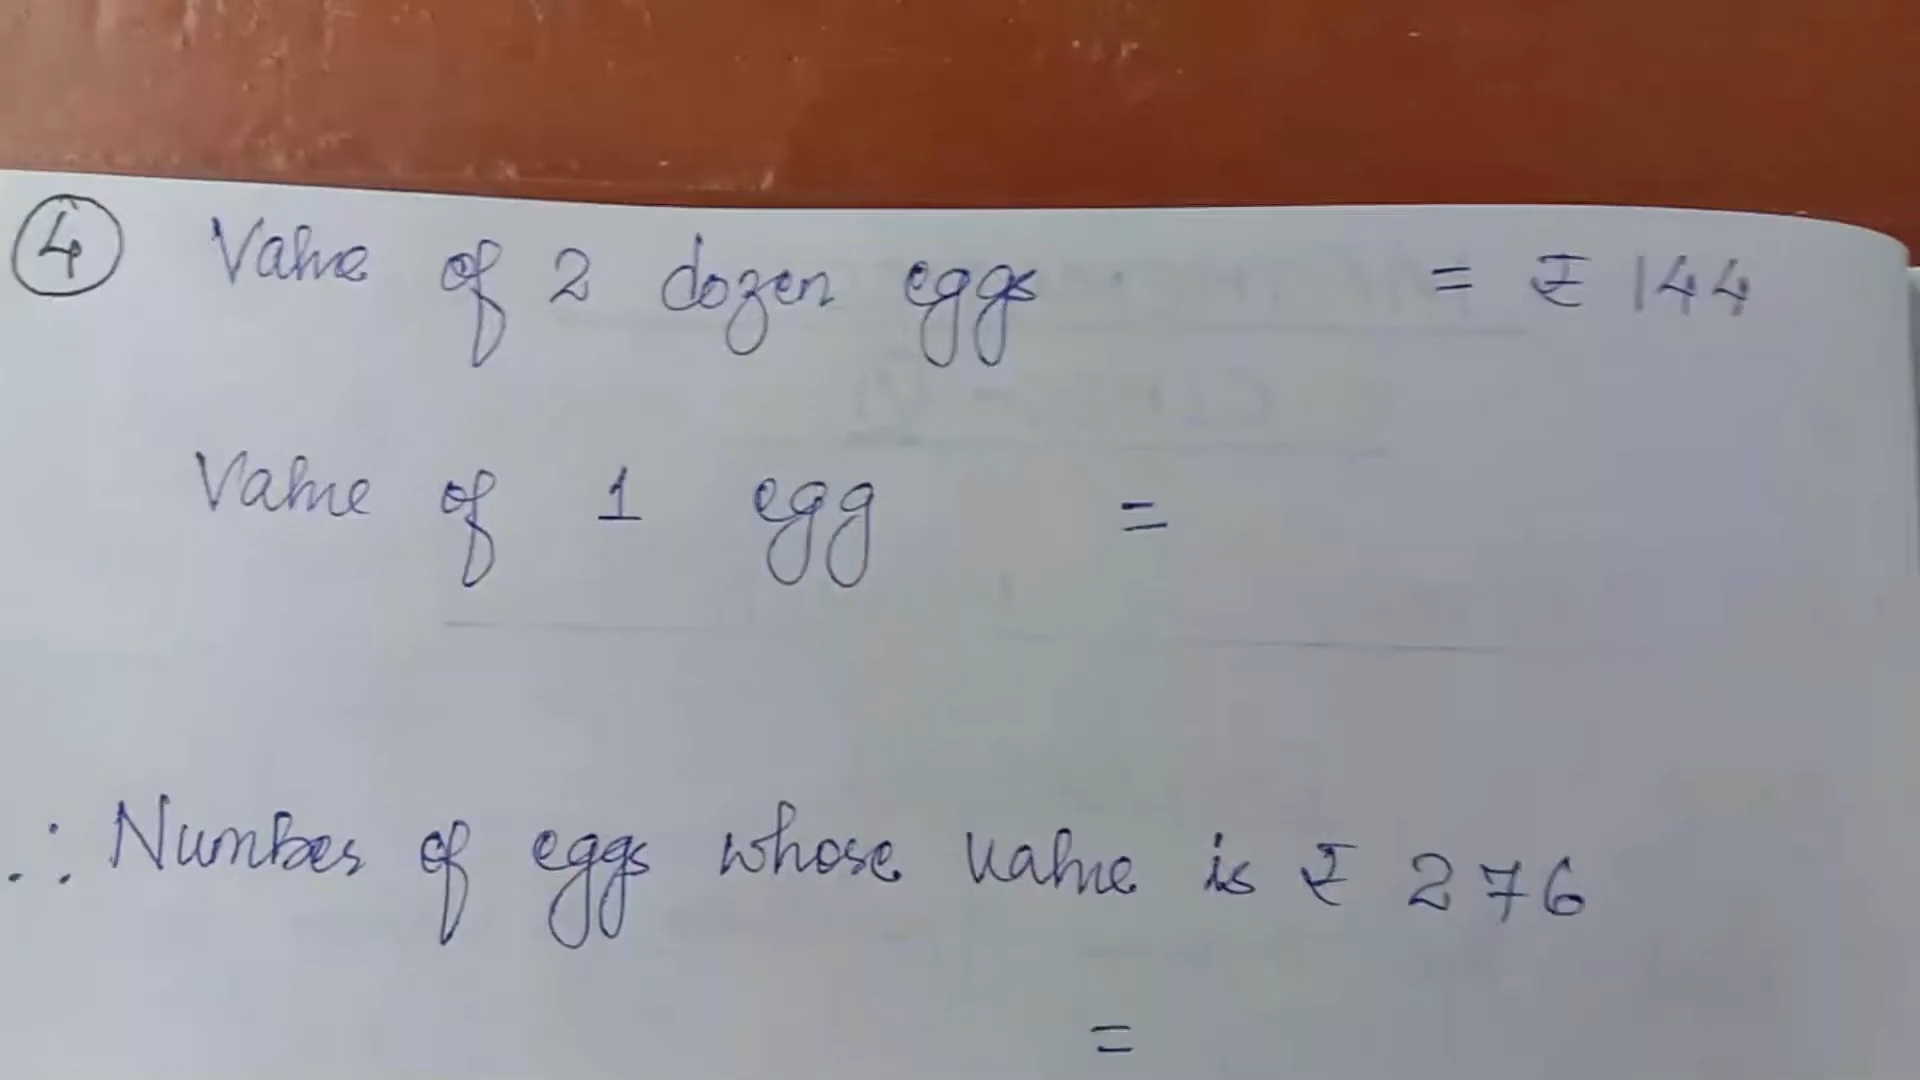 4 Value of 2 dozen eggs = ₹ 144
Value of 1 egg =
∴ Number of eggs whose value is ₹ 276
=